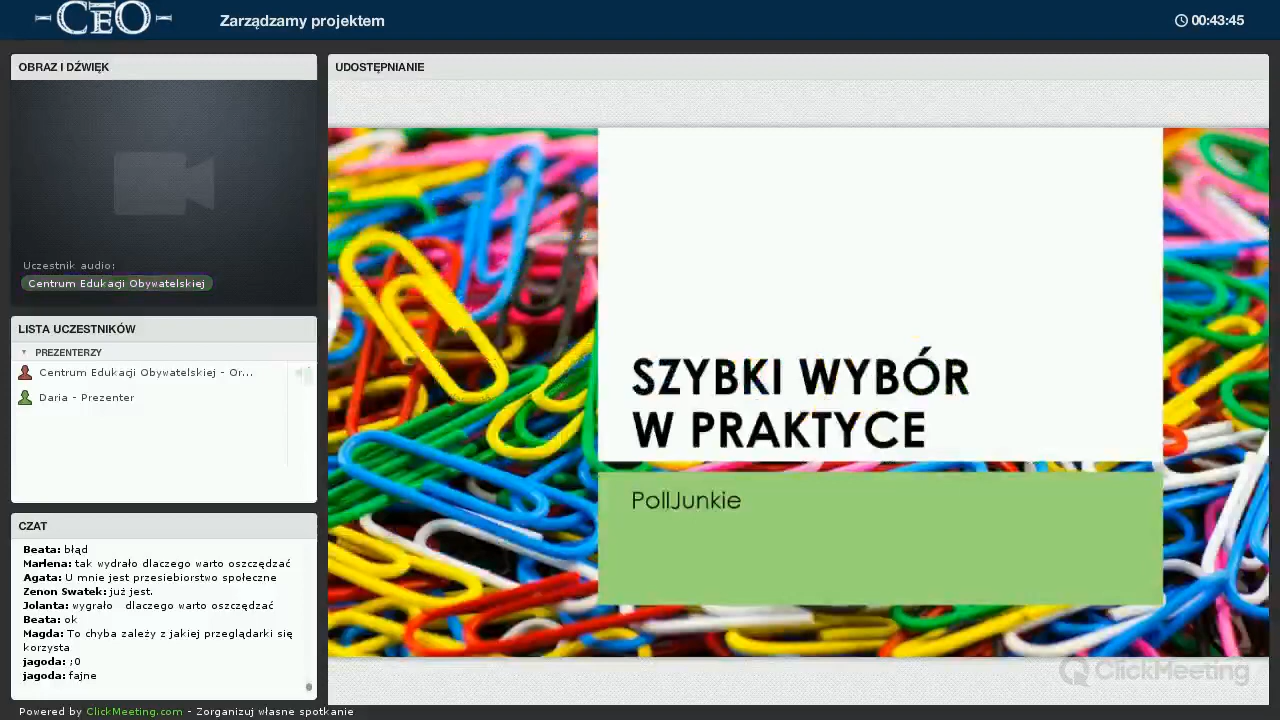 CEO
Zarządzamy projektem
00:43:45
OBRAZ I DŹWIĘK
Uczestnik audio:
Centrum Edukacji Obywatelskiej
LISTA UCZESTNIKÓW
PREZENTERZY
Centrum Edukacji Obywatelskiej - Or...
Daria - Prezenter
CZAT
Beata: błąd
Marlena: tak wydrało dlaczego warto oszczędzać
Agata: U mnie jest przesiebiorstwo społeczne
Zenon Swatek: już jest.
Jolanta: wygrało dlaczego warto oszczędzać
Beata: ok
Magda: To chyba zależy z jakiej przeglądarki się
korzysta
jagoda: ;0
jagoda: fajne
Powered by ClickMeeting.com - Zorganizuj własne spotkanie
UDOSTĘPNIANIE
SZYBKI WYBÓR
W PRAKTYCE
PollJunkie
ClickMeeting